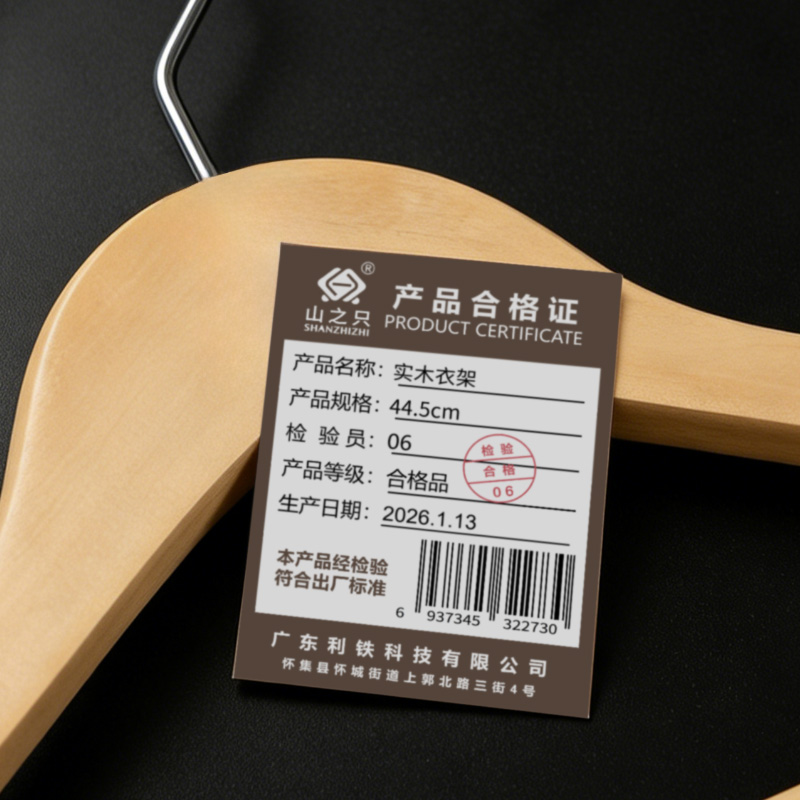 ®
山之只
SHANZHIZHI
产品合格证
PRODUCT CERTIFICATE
产品名称：实木衣架
产品规格：44.5cm
检 验 员：06
产品等级：合格品
检验
合格
06
生产日期：2026.1.13
本产品经检验
符合出厂标准
6 937345 322730
广东利铁科技有限公司
怀集县怀城街道上郭北路三街4号